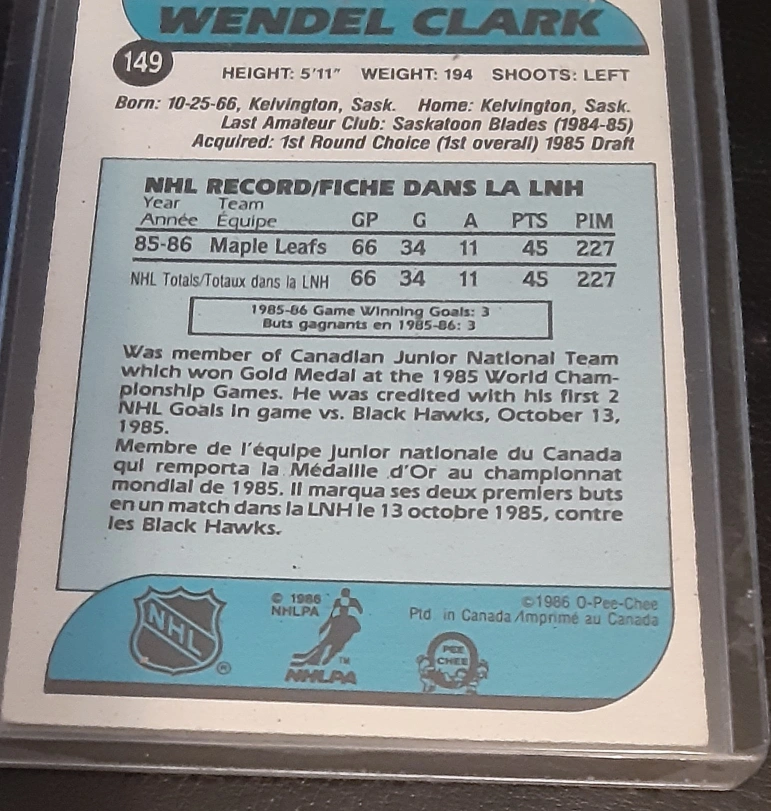 WENDEL CLARK
149
HEIGHT: 5'11" WEIGHT: 194 SHOOTS: LEFT
Born: 10-25-66, Kelvington, Sask. Home: Kelvington, Sask.
Last Amateur Club: Saskatoon Blades (1984-85)
Acquired: 1st Round Choice (1st overall) 1985 Draft
NHL RECORD/FICHE DANS LA LNH
Year Team
Année Équipe GP G A PTS PIM
85-86 Maple Leafs 66 34 11 45 227
NHL Totals/Totaux dans la LNH 66 34 11 45 227
1985-86 Game Winning Goals: 3
Buts gagnants en 1985-86: 3
Was member of Canadian Junior National Team
which won Gold Medal at the 1985 World Cham-
pionship Games. He was credited with his first 2
NHL Goals in game vs. Black Hawks, October 13,
1985.
Membre de l'équipe junior nationale du Canada
qui remporta la Médaille d'Or au championnat
mondial de 1985. Il marqua ses deux premiers buts
en un match dans la LNH le 13 octobre 1985, contre
les Black Hawks.
NHL
®
© 1986
NHLPA
TM
NHLPA
PEE
CHEE
©1986 O-Pee-Chee
Ptd. in Canada/Imprimé au Canada